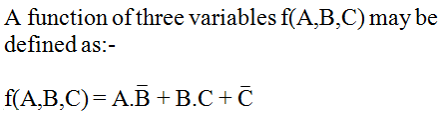 A function of three variables f(A,B,C) may be
defined as:-
f(A,B,C) = A.B̄ + B.C + C̄